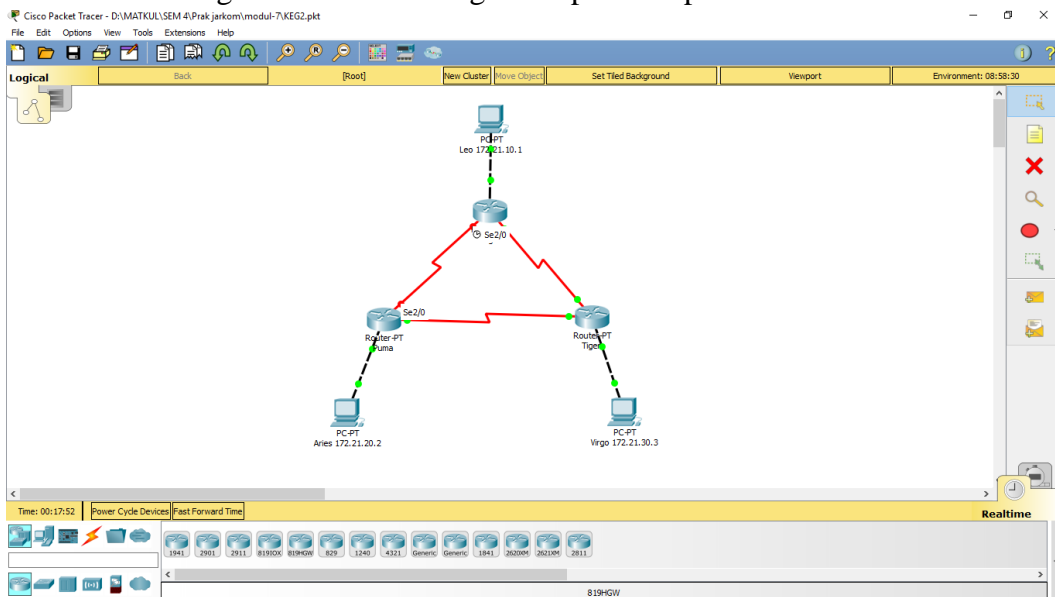 Cisco Packet Tracer - D:\MATKUL\SEM 4\Prak jarkom\modul-7\KEG2.pkt
File Edit Options View Tools Extensions Help
Logical Back [Root] New Cluster Move Object Set Tiled Background Viewport Environment: 08:58:30
PC-PT
Leo 172.21.10.1
Se2/0
Se2/0
Router-PT
Puma
Router-PT
Tiger
PC-PT
Aries 172.21.20.2
PC-PT
Virgo 172.21.30.3
Time: 00:17:52 Power Cycle Devices Fast Forward Time Realtime
1941 2901 2911 819IOX 819HGW 829 1240 4321 Generic Generic 1841 2620XM 2621XM 2811
819HGW